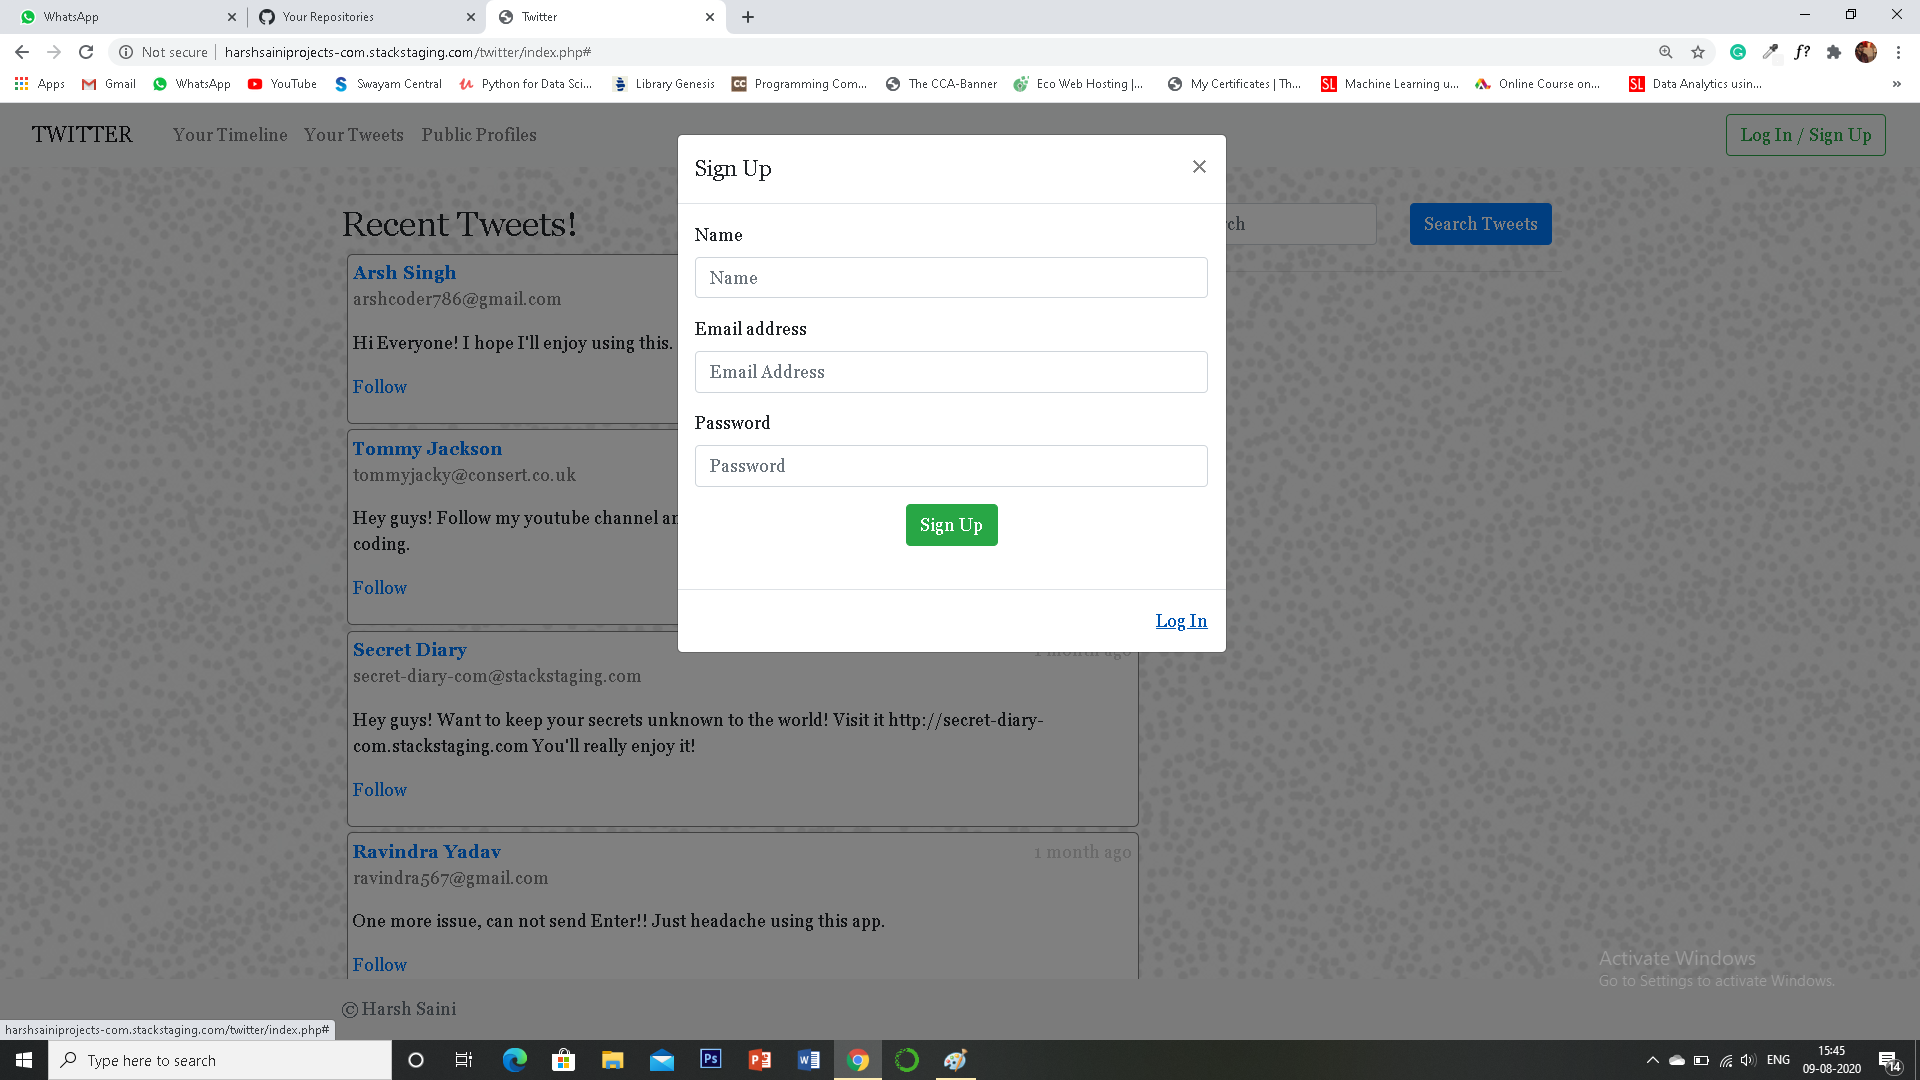 WhatsApp
Your Repositories
Twitter
Not secure
harshsainiprojects-com.stackstaging.com/twitter/index.php#
f?
Apps
Gmail
WhatsApp
YouTube
Swayam Central
Python for Data Sci...
Library Genesis
CC
Programming Com...
The CCA-Banner
Eco Web Hosting |...
My Certificates | Th...
SL
Machine Learning u...
Online Course on...
SL
Data Analytics usin...
»
TWITTER
Your Timeline
Your Tweets
Public Profiles
Log In / Sign Up
Sign Up
×
Name
Name
Email address
Email Address
Password
Password
Sign Up
Log In
Recent Tweets!
Search Tweets
Arsh Singh
arshcoder786@gmail.com
Hi Everyone! I hope I'll enjoy using this.
Follow
Tommy Jackson
tommyjacky@consert.co.uk
Hey guys! Follow my youtube channel
coding.
Follow
Secret Diary
1 month ago
secret-diary-com@stackstaging.com
Hey guys! Want to keep your secrets unknown to the world! Visit it http://secret-diary-
com.stackstaging.com You'll really enjoy it!
Follow
Ravindra Yadav
1 month ago
ravindra567@gmail.com
One more issue, can not send Enter!! Just headache using this app.
Follow
Activate Windows
Go to Settings to activate Windows.
© Harsh Saini
harshsainiprojects-com.stackstaging.com/twitter/index.php#
Type here to search
Ps
ENG
15:45
09-08-2020
14